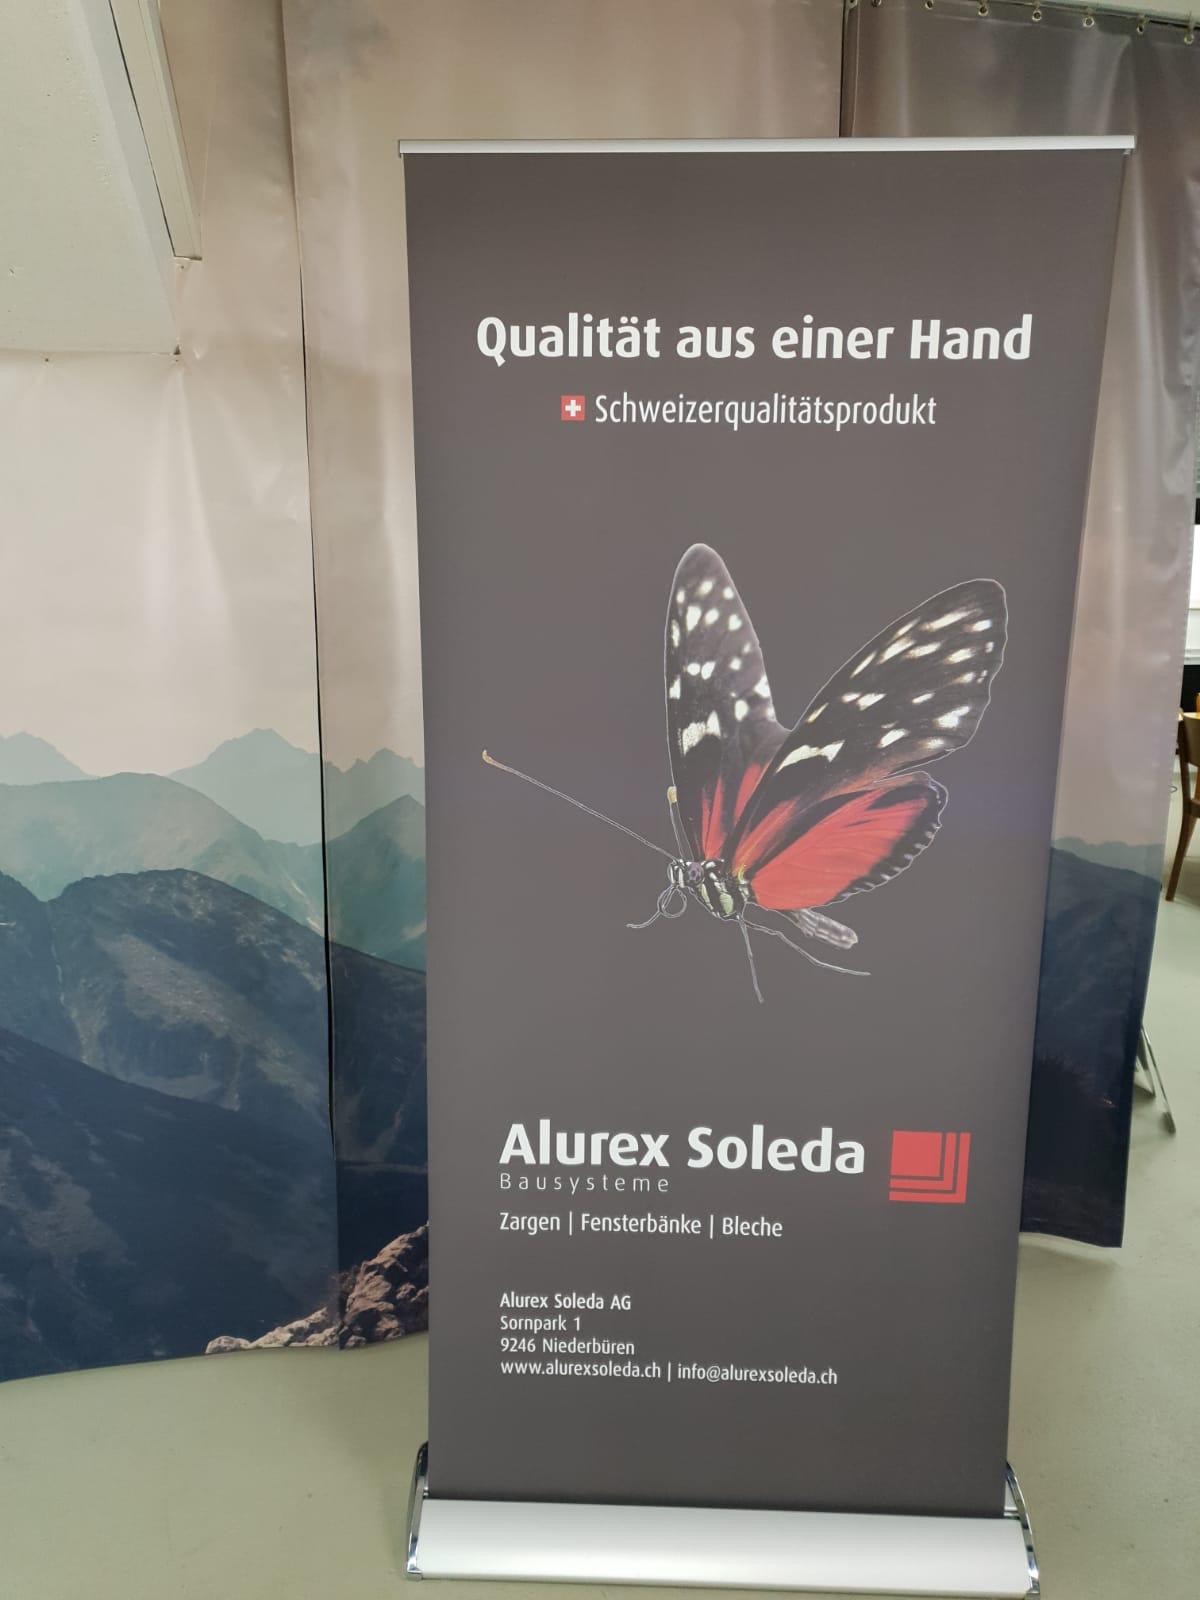 Qualität aus einer Hand
Schweizerqualitätsprodukt
Alurex Soleda
Bausysteme
Zargen | Fensterbänke | Bleche
Alurex Soleda AG
Sornpark 1
9246 Niederbüren
www.alurexsoleda.ch | info@alurexsoleda.ch